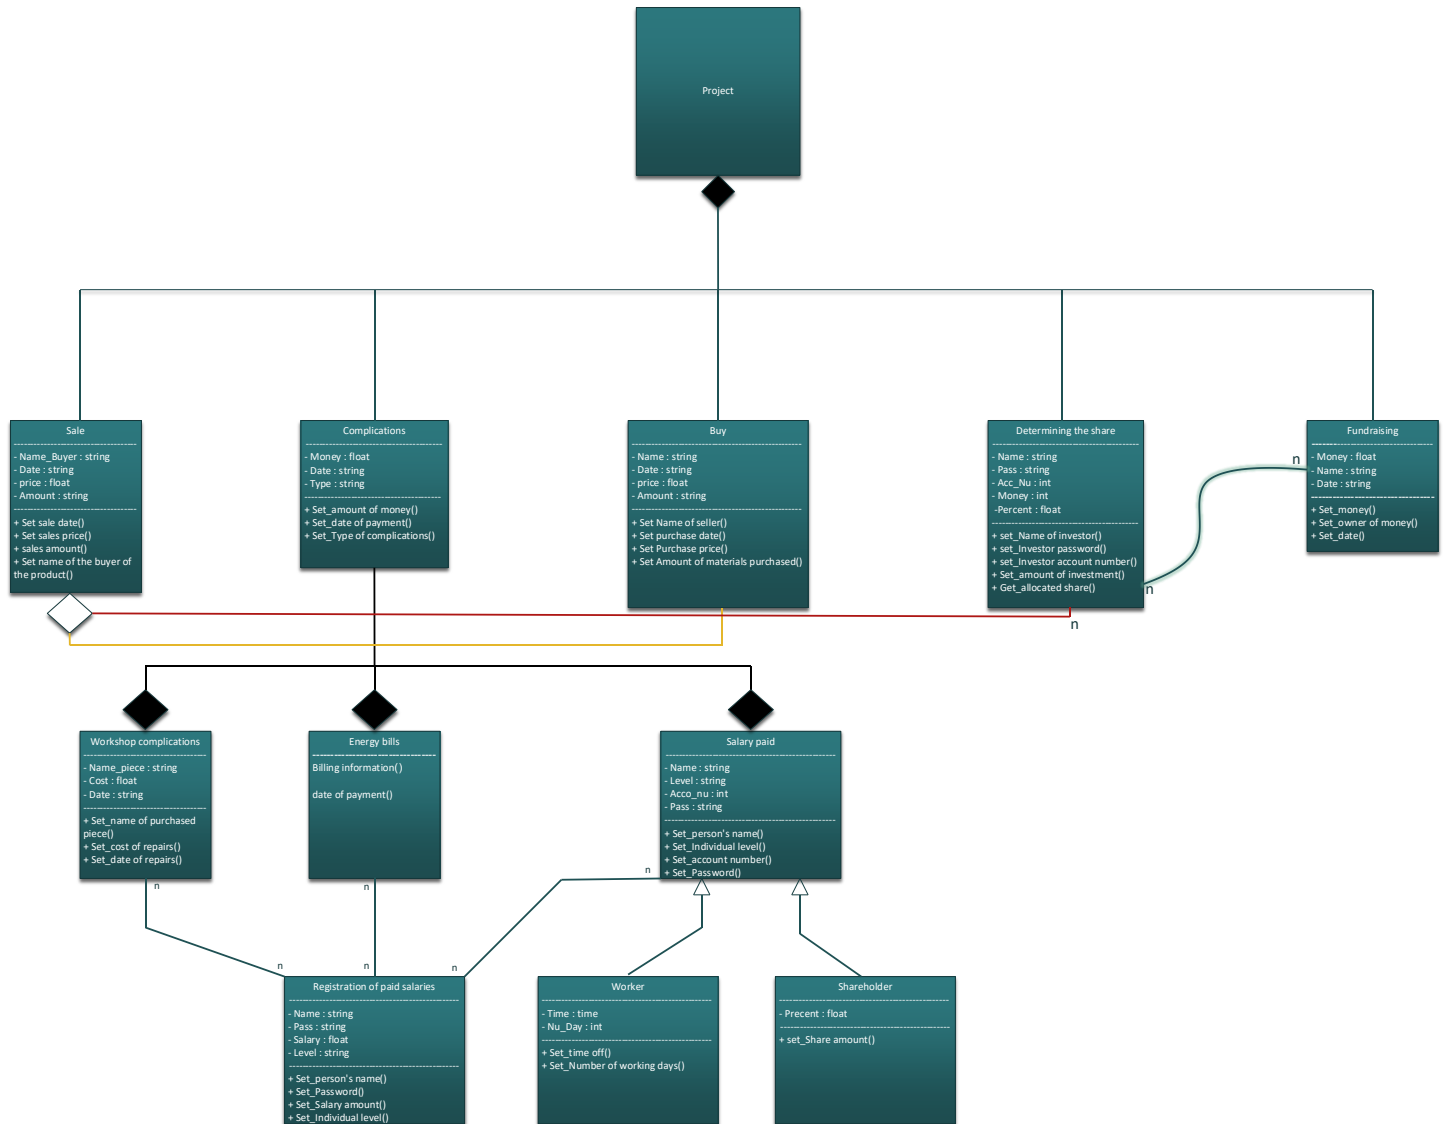 Project
Sale
- Name_Buyer : string
- Date : string
- price : float
- Amount : string
+ Set sale date()
+ Set sales price()
+ sales amount()
+ Set name of the buyer of
the product()
Complications
- Money : float
- Date : string
- Type : string
+ Set_amount of money()
+ Set_date of payment()
+ Set_Type of complications()
Buy
- Name : string
- Date : string
- price : float
- Amount : string
+ Set Name of seller()
+ Set purchase date()
+ Set Purchase price()
+ Set Amount of materials purchased()
Determining the share
- Name : string
- Pass : string
- Acc_Nu : int
- Money : int
-Percent : float
+ set_Name of investor()
+ set_Investor password()
+ set_Investor account number()
+ Set_amount of investment()
+ Get_allocated share()
n
n
n
Fundraising
- Money : float
- Name : string
- Date : string
+ Set_money()
+ Set_owner of money()
+ Set_date()
Workshop complications
- Name_piece : string
- Cost : float
- Date : string
+ Set_name of purchased
piece()
+ Set_cost of repairs()
+ Set_date of repairs()
Energy bills
Billing information()
date of payment()
Salary paid
- Name : string
- Level : string
- Acco_nu : int
- Pass : string
+ Set_person's name()
+ Set_Individual level()
+ Set_account number()
+ Set_Password()
n
n
n
n
n
n
Registration of paid salaries
- Name : string
- Pass : string
- Salary : float
- Level : string
+ Set_person's name()
+ Set_Password()
+ Set_Salary amount()
+ Set_Individual level()
Worker
- Time : time
- Nu_Day : int
+ Set_time off()
+ Set_Number of working days()
Shareholder
- Precent : float
+ set_Share amount()